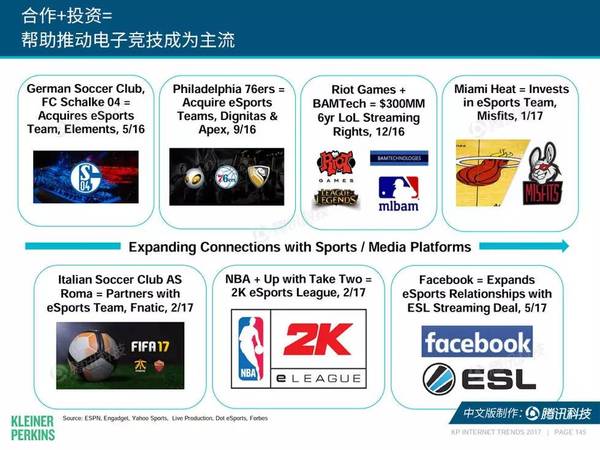 合作+投资=
帮助推动电子竞技成为主流
German Soccer Club,
FC Schalke 04 =
Acquires eSports
Team, Elements, 5/16
Philadelphia 76ers =
Acquire eSports
Teams, Dignitas &
Apex, 9/16
Riot Games +
BAMTech = $300MM
6yr LoL Streaming
Rights, 12/16
Miami Heat = Invests
in eSports Team,
Misfits, 1/17
S
04
76ERS
RIOT
GAMES
LEAGUE
LEGENDS
BAMTECHNOLOGIES
mlbam
MISFITS
Expanding Connections with Sports / Media Platforms
Italian Soccer Club AS
Roma = Partners with
eSports Team, Fnatic, 2/17
NBA + Up with Take Two =
2K eSports League, 2/17
Facebook = Expands
eSports Relationships with
ESL Streaming Deal, 5/17
FIFA 17
NBA
2K
eLEAGUE
facebook
ESL
KLEINER
PERKINS
Source: ESPN, Engadget, Yahoo Sports, Live Production, Dot eSports, Forbes
中文版制作：腾讯科技
KP INTERNET TRENDS 2017 | PAGE 145